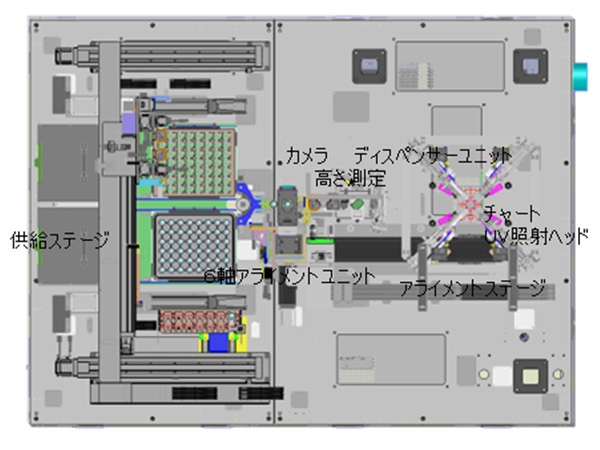 カメラ ディスペンサーユニット
高さ測定
供給ステージ
チャート
UV照射ヘッド
6軸アライメントユニット
アライメントステージ